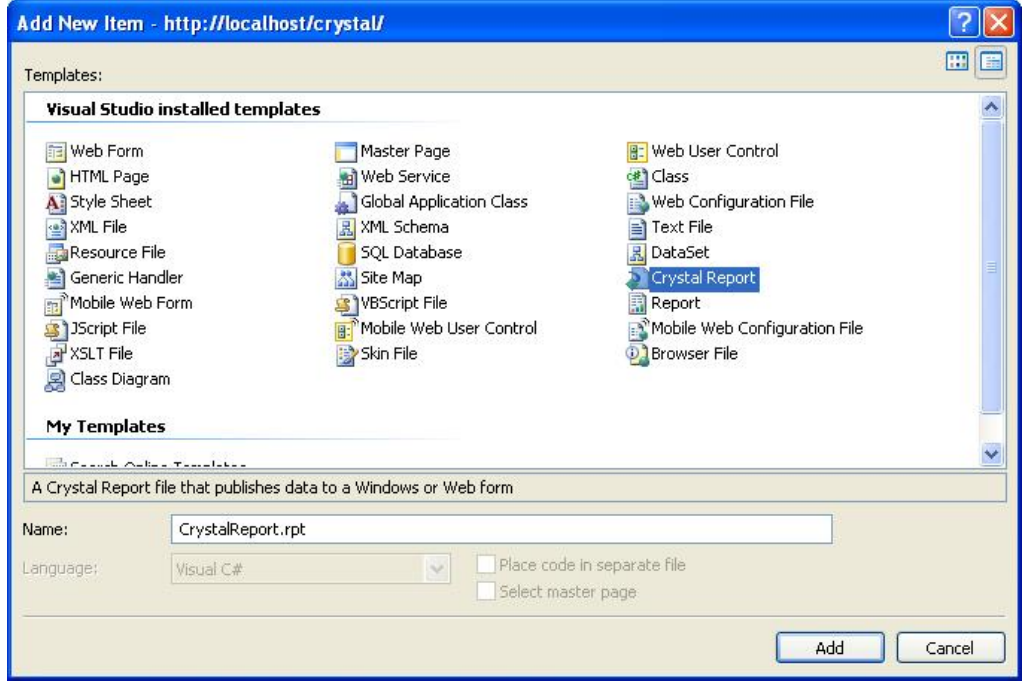 Add New Item - http://localhost/crystal/
Templates:
Visual Studio installed templates
Web Form Master Page Web User Control
HTML Page Web Service Class
Style Sheet Global Application Class Web Configuration File
XML File XML Schema Text File
Resource File SQL Database DataSet
Generic Handler Site Map Crystal Report
Mobile Web Form VBScript File Report
JScript File Mobile Web User Control Mobile Web Configuration File
XSLT File Skin File Browser File
Class Diagram
My Templates
Search Online Templates
A Crystal Report file that publishes data to a Windows or Web form
Name: CrystalReport.rpt
Language: Visual C# Place code in separate file
Select master page
Add Cancel